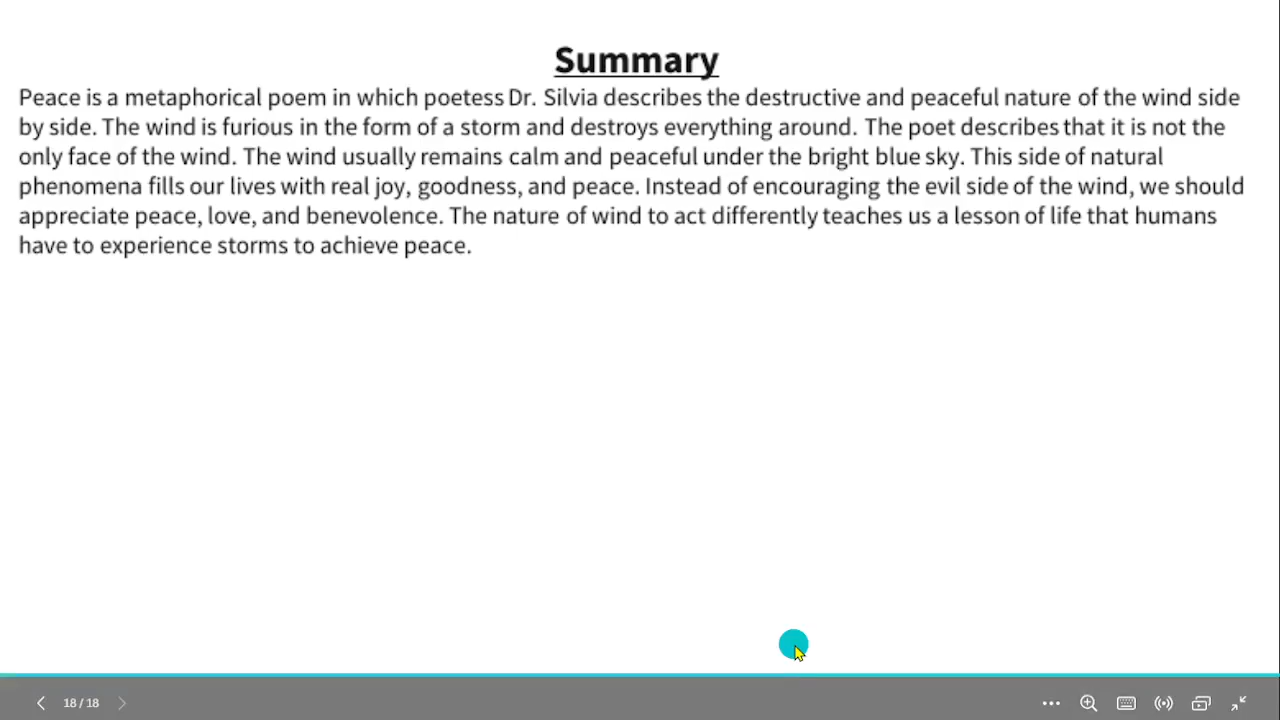 Summary
Peace is a metaphorical poem in which poetess Dr. Silvia describes the destructive and peaceful nature of the wind side
by side. The wind is furious in the form of a storm and destroys everything around. The poet describes that it is not the
only face of the wind. The wind usually remains calm and peaceful under the bright blue sky. This side of natural
phenomena fills our lives with real joy, goodness, and peace. Instead of encouraging the evil side of the wind, we should
appreciate peace, love, and benevolence. The nature of wind to act differently teaches us a lesson of life that humans
have to experience storms to achieve peace.
18 / 18